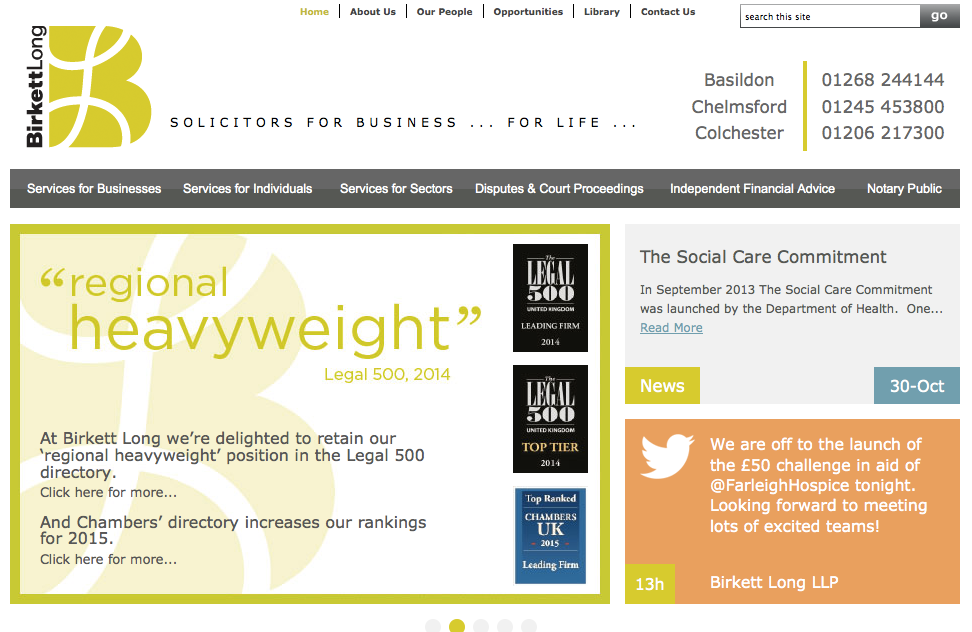 Home
About Us
Our People
Opportunities
Library
Contact Us
search this site
go
BirkettLong
SOLICITORS FOR BUSINESS ... FOR LIFE ...
Basildon 01268 244144
Chelmsford 01245 453800
Colchester 01206 217300
Services for Businesses
Services for Individuals
Services for Sectors
Disputes & Court Proceedings
Independent Financial Advice
Notary Public
“regional
heavyweight”
Legal 500, 2014
At Birkett Long we’re delighted to retain our
‘regional heavyweight’ position in the Legal 500
directory.
Click here for more...
And Chambers’ directory increases our rankings
for 2015.
Click here for more...
The
LEGAL
500
UNITED KINGDOM
LEADING FIRM
2014
The
LEGAL
500
UNITED KINGDOM
TOP TIER
2014
Top Ranked
CHAMBERS
UK
2015
Leading Firm
The Social Care Commitment
In September 2013 The Social Care Commitment
was launched by the Department of Health.  One...
Read More
News
30-Oct
We are off to the launch of
the £50 challenge in aid of
@FarleighHospice tonight.
Looking forward to meeting
lots of excited teams!
13h
Birkett Long LLP